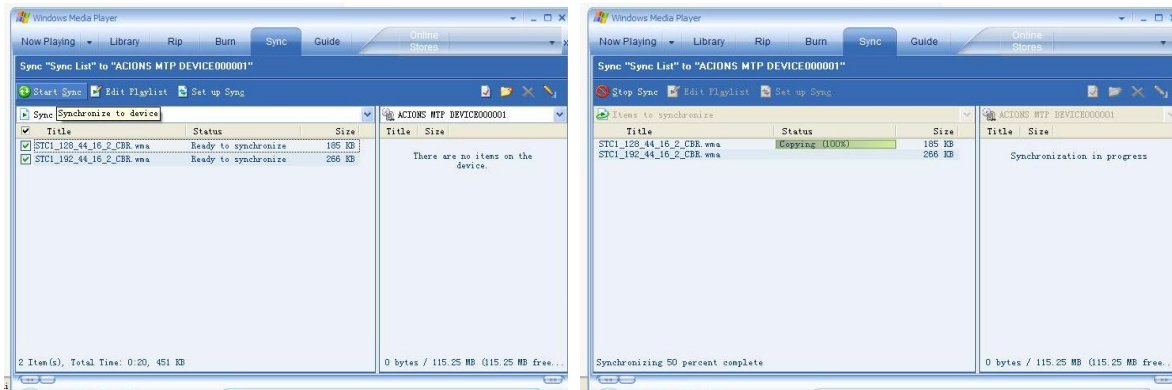 Windows Media Player
Now Playing Library Rip Burn Sync Guide Online Stores
Sync "Sync List" to "ACIONS MTP DEVICE000001"
Start Sync Edit Playlist Set up Sync
Sync Synchronize to device ACIONS MTP DEVICE000001
Title Status Size Title Size
STC1_128_44_16_2_CBR.wma Ready to synchronize 185 KB
STC1_192_44_16_2_CBR.wma Ready to synchronize 266 KB
There are no items on the
device.
2 Item(s), Total Time: 0:20, 451 KB 0 bytes / 115.25 MB (115.25 MB free...
Windows Media Player
Now Playing Library Rip Burn Sync Guide Online Stores
Sync "Sync List" to "ACIONS MTP DEVICE000001"
Stop Sync Edit Playlist Set up Sync
Items to synchronize ACIONS MTP DEVICE000001
Title Status Size Title Size
STC1_128_44_16_2_CBR.wma Copying (100%) 185 KB
STC1_192_44_16_2_CBR.wma 266 KB
Synchronization in progress
Synchronizing 50 percent complete 0 bytes / 115.25 MB (115.25 MB free...